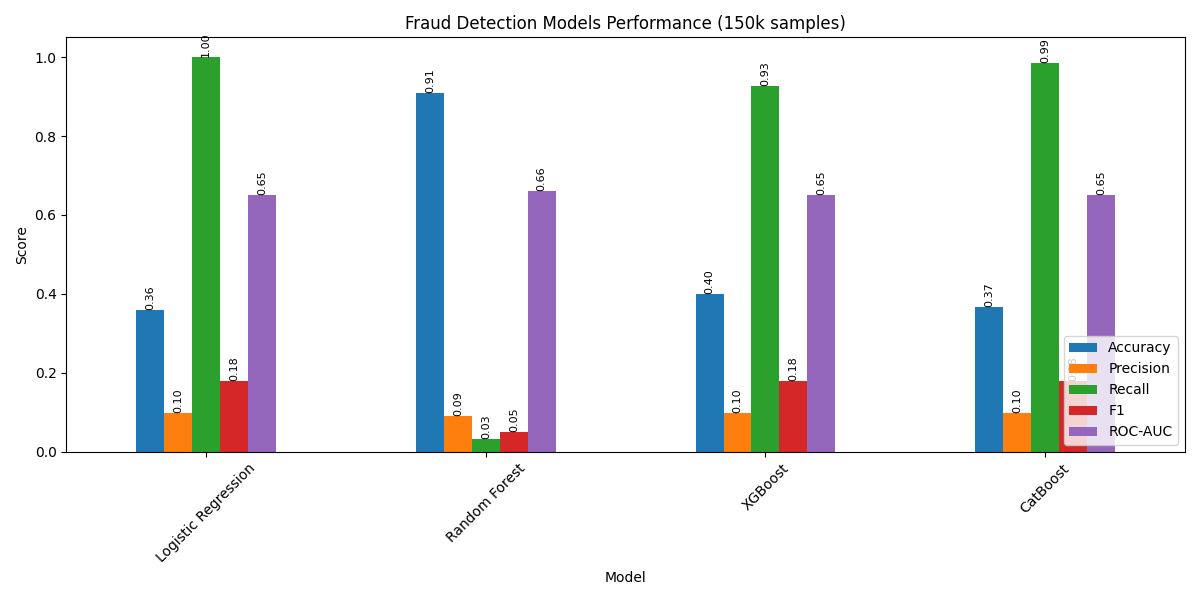 Fraud Detection Models Performance (150k samples)
Score
1.0
0.8
0.6
0.4
0.2
0.0
0.36
0.10
1.00
0.18
0.65
0.91
0.09
0.03
0.05
0.66
0.40
0.10
0.93
0.18
0.65
0.37
0.10
0.99
0.65
Accuracy
Precision
Recall
F1
ROC-AUC
Logistic Regression
Random Forest
XGBoost
CatBoost
Model